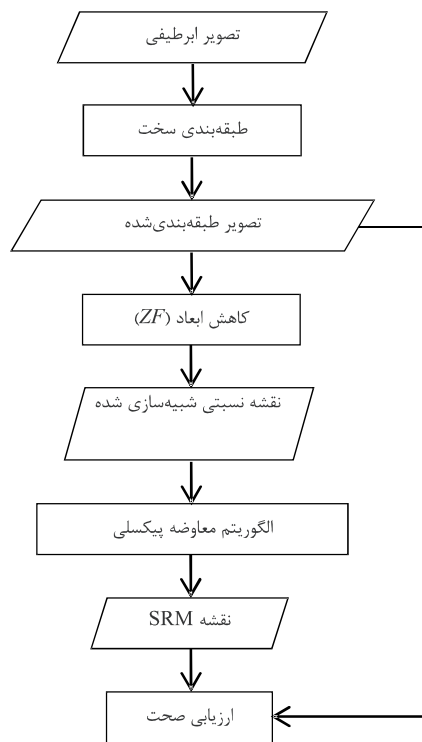 تصویر ابرطیفی
طبقه‌بندی سخت
تصویر طبقه‌بندی‌شده
کاهش ابعاد (ZF)
نقشه نسبتی شبیه‌سازی شده
الگوریتم معاوضه پیکسلی
نقشه SRM
ارزیابی صحت